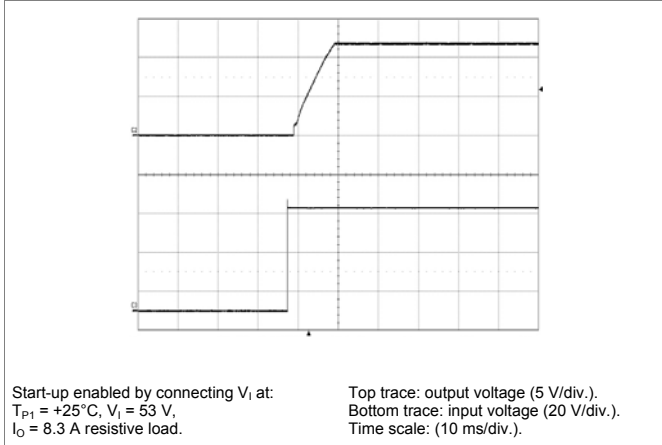 Start-up enabled by connecting VI at:
TP1 = +25°C, VI = 53 V,
IO = 8.3 A resistive load.
Top trace: output voltage (5 V/div.).
Bottom trace: input voltage (20 V/div.).
Time scale: (10 ms/div.).